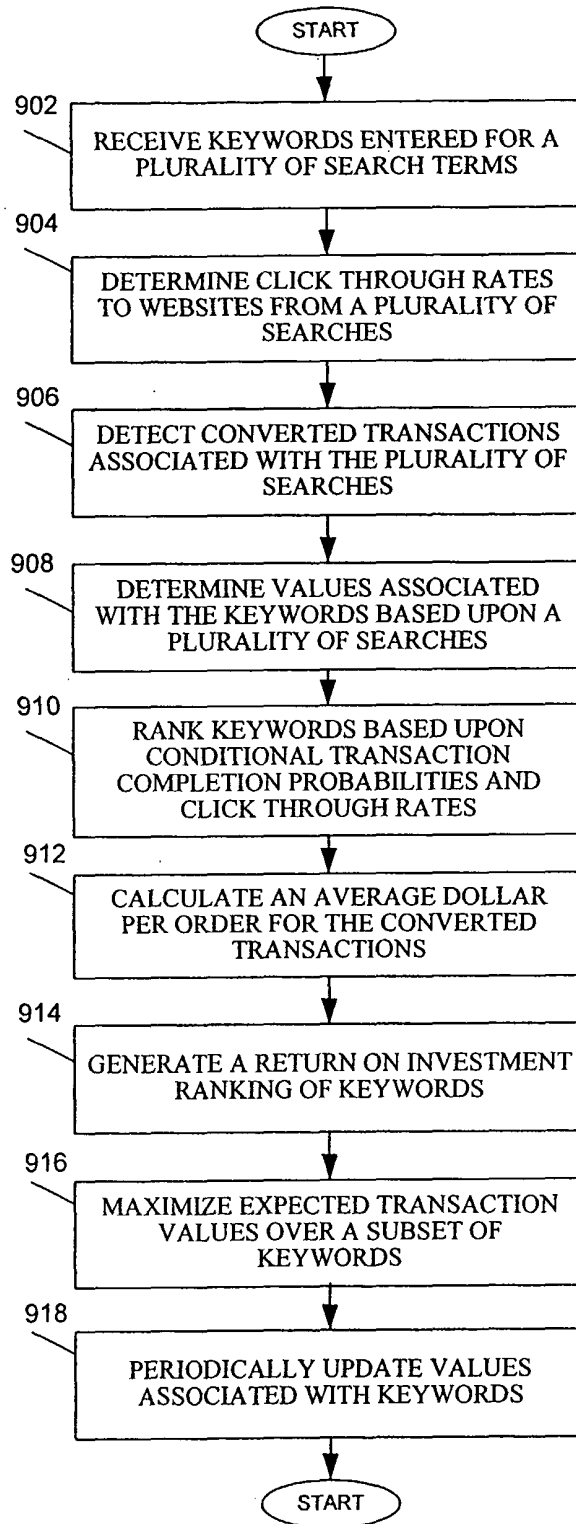 START
902
RECEIVE KEYWORDS ENTERED FOR A
PLURALITY OF SEARCH TERMS
904
DETERMINE CLICK THROUGH RATES
TO WEBSITES FROM A PLURALITY OF
SEARCHES
906
DETECT CONVERTED TRANSACTIONS
ASSOCIATED WITH THE PLURALITY OF
SEARCHES
908
DETERMINE VALUES ASSOCIATED
WITH THE KEYWORDS BASED UPON A
PLURALITY OF SEARCHES
910
RANK KEYWORDS BASED UPON
CONDITIONAL TRANSACTION
COMPLETION PROBABILITIES AND
CLICK THROUGH RATES
912
CALCULATE AN AVERAGE DOLLAR
PER ORDER FOR THE CONVERTED
TRANSACTIONS
914
GENERATE A RETURN ON INVESTMENT
RANKING OF KEYWORDS
916
MAXIMIZE EXPECTED TRANSACTION
VALUES OVER A SUBSET OF
KEYWORDS
918
PERIODICALLY UPDATE VALUES
ASSOCIATED WITH KEYWORDS
START